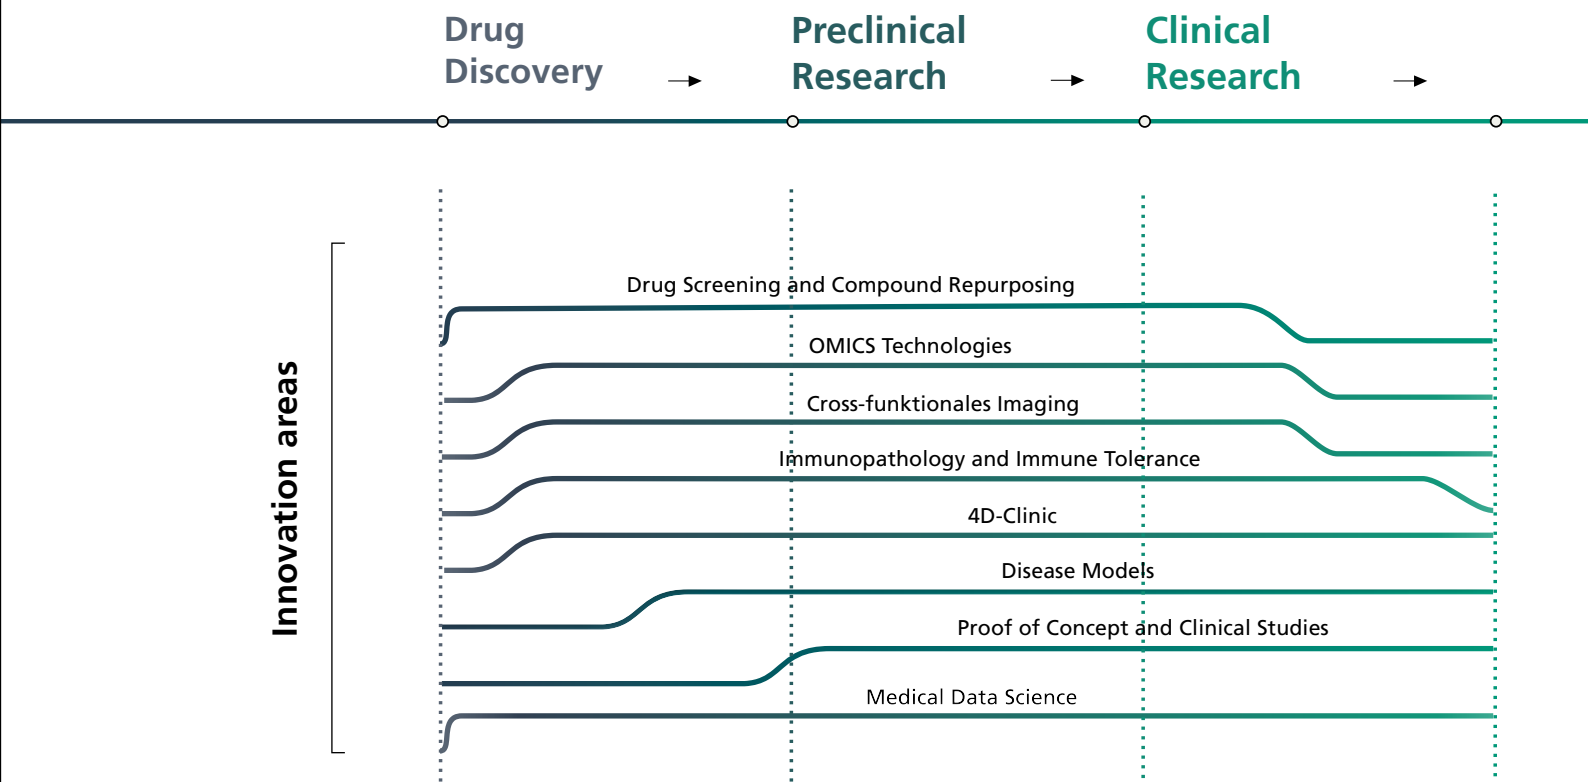 Drug
Discovery
Preclinical
Research
Clinical
Research
Innovation areas
Drug Screening and Compound Repurposing
OMICS Technologies
Cross-funktionales Imaging
Immunopathology and Immune Tolerance
4D-Clinic
Disease Models
Proof of Concept and Clinical Studies
Medical Data Science